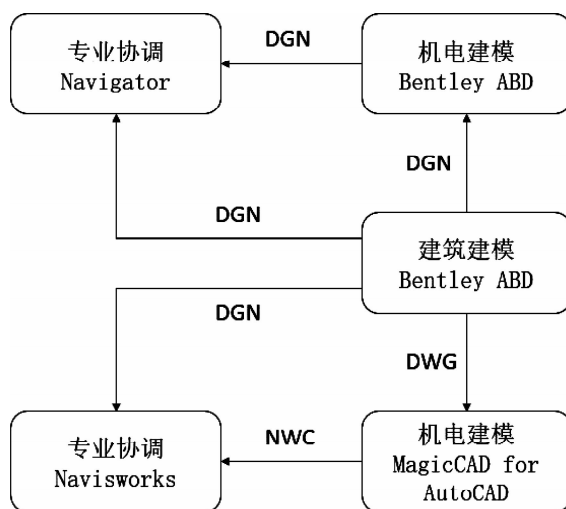 专业协调
Navigator
DGN
机电建模
Bentley ABD
DGN
DGN
建筑建模
Bentley ABD
DGN
DWG
专业协调
Navisworks
NWC
机电建模
MagicCAD for
AutoCAD